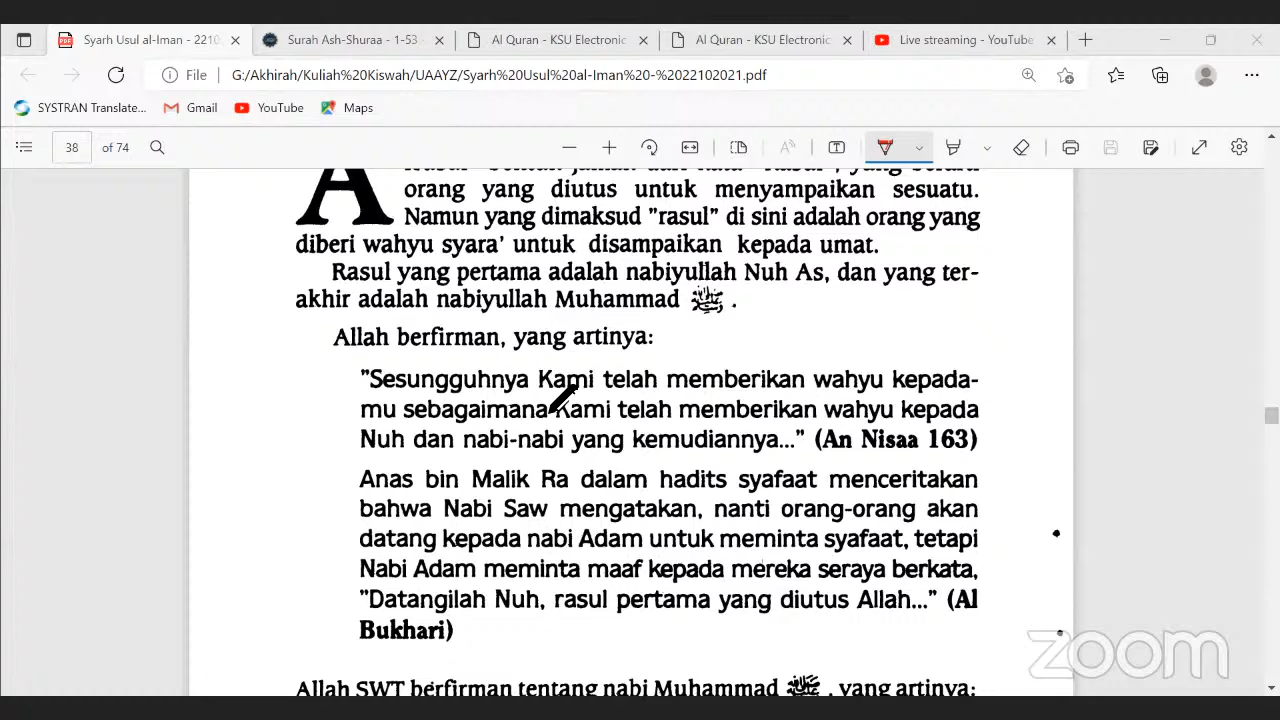 Syarh Usul al-Iman - 2210
Surah Ash-Shuraa - 1-53
Al Quran - KSU Electronic
Al Quran - KSU Electronic
Live streaming - YouTube
File G:/Akhirah/Kuliah%20Kiswah/UAAYZ/Syarh%20Usul%20al-Iman%20-%2022102021.pdf
SYSTRAN Translate... Gmail YouTube Maps
38 of 74
A
orang yang diutus untuk menyampaikan sesuatu.
Namun yang dimaksud "rasul" di sini adalah orang yang
diberi wahyu syara' untuk disampaikan kepada umat.
Rasul yang pertama adalah nabiyullah Nuh As, dan yang ter-
akhir adalah nabiyullah Muhammad ﷺ .
Allah berfirman, yang artinya:
"Sesungguhnya Kami telah memberikan wahyu kepada-
mu sebagaimana Kami telah memberikan wahyu kepada
Nuh dan nabi-nabi yang kemudiannya..." (An Nisaa 163)
Anas bin Malik Ra dalam hadits syafaat menceritakan
bahwa Nabi Saw mengatakan, nanti orang-orang akan
datang kepada nabi Adam untuk meminta syafaat, tetapi
Nabi Adam meminta maaf kepada mereka seraya berkata,
"Datangilah Nuh, rasul pertama yang diutus Allah..." (Al
Bukhari)
zoom
Allah SWT berfirman tentang nabi Muhammad ﷺ , yang artinya: